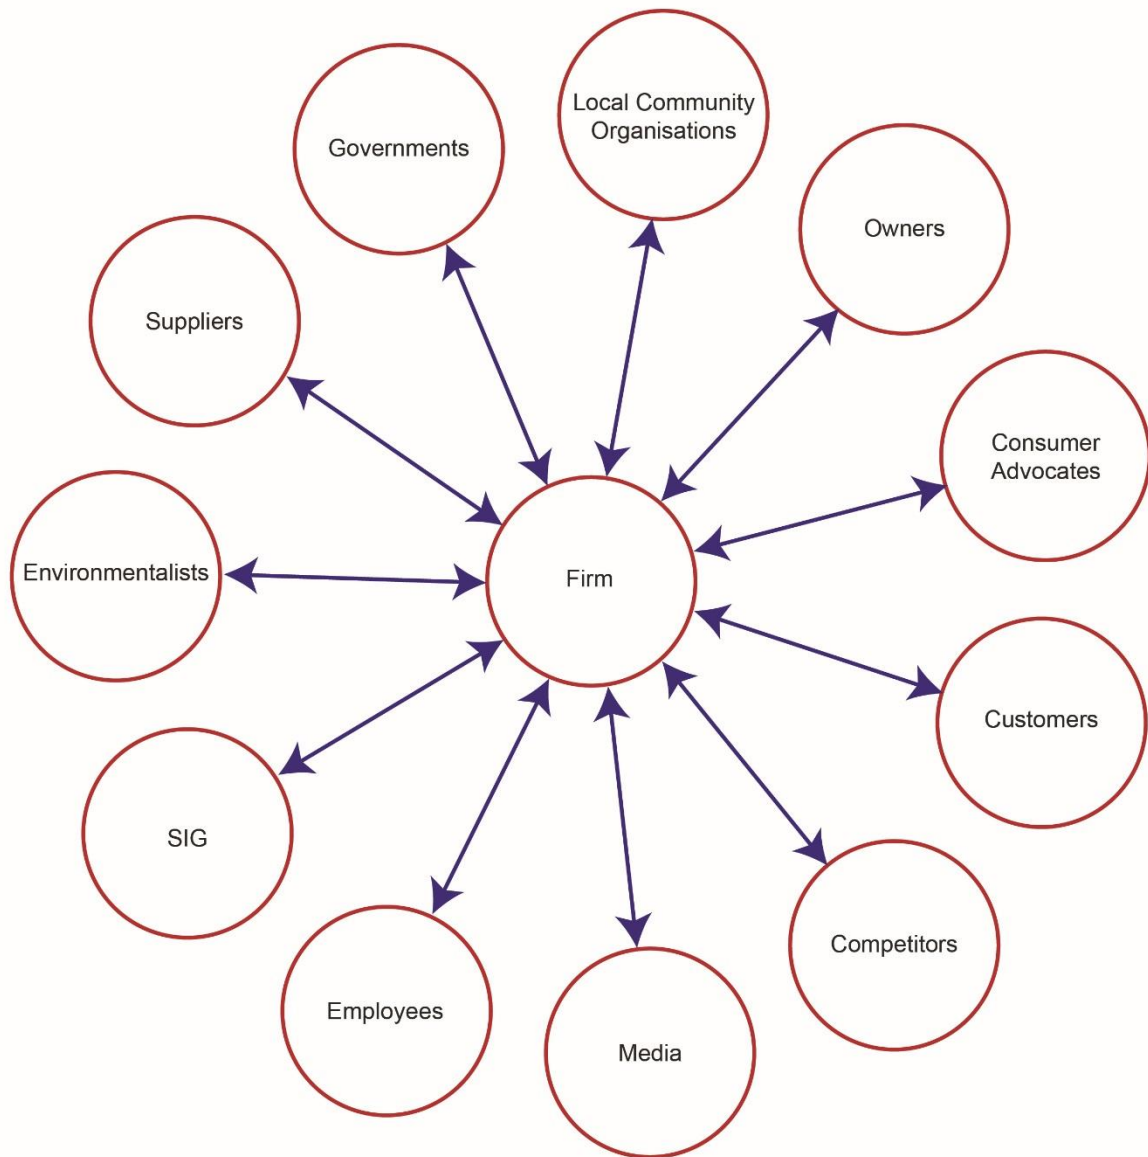 Local Community
Organisations
Governments
Owners
Suppliers
Consumer
Advocates
Environmentalists
Firm
Customers
SIG
Competitors
Employees
Media